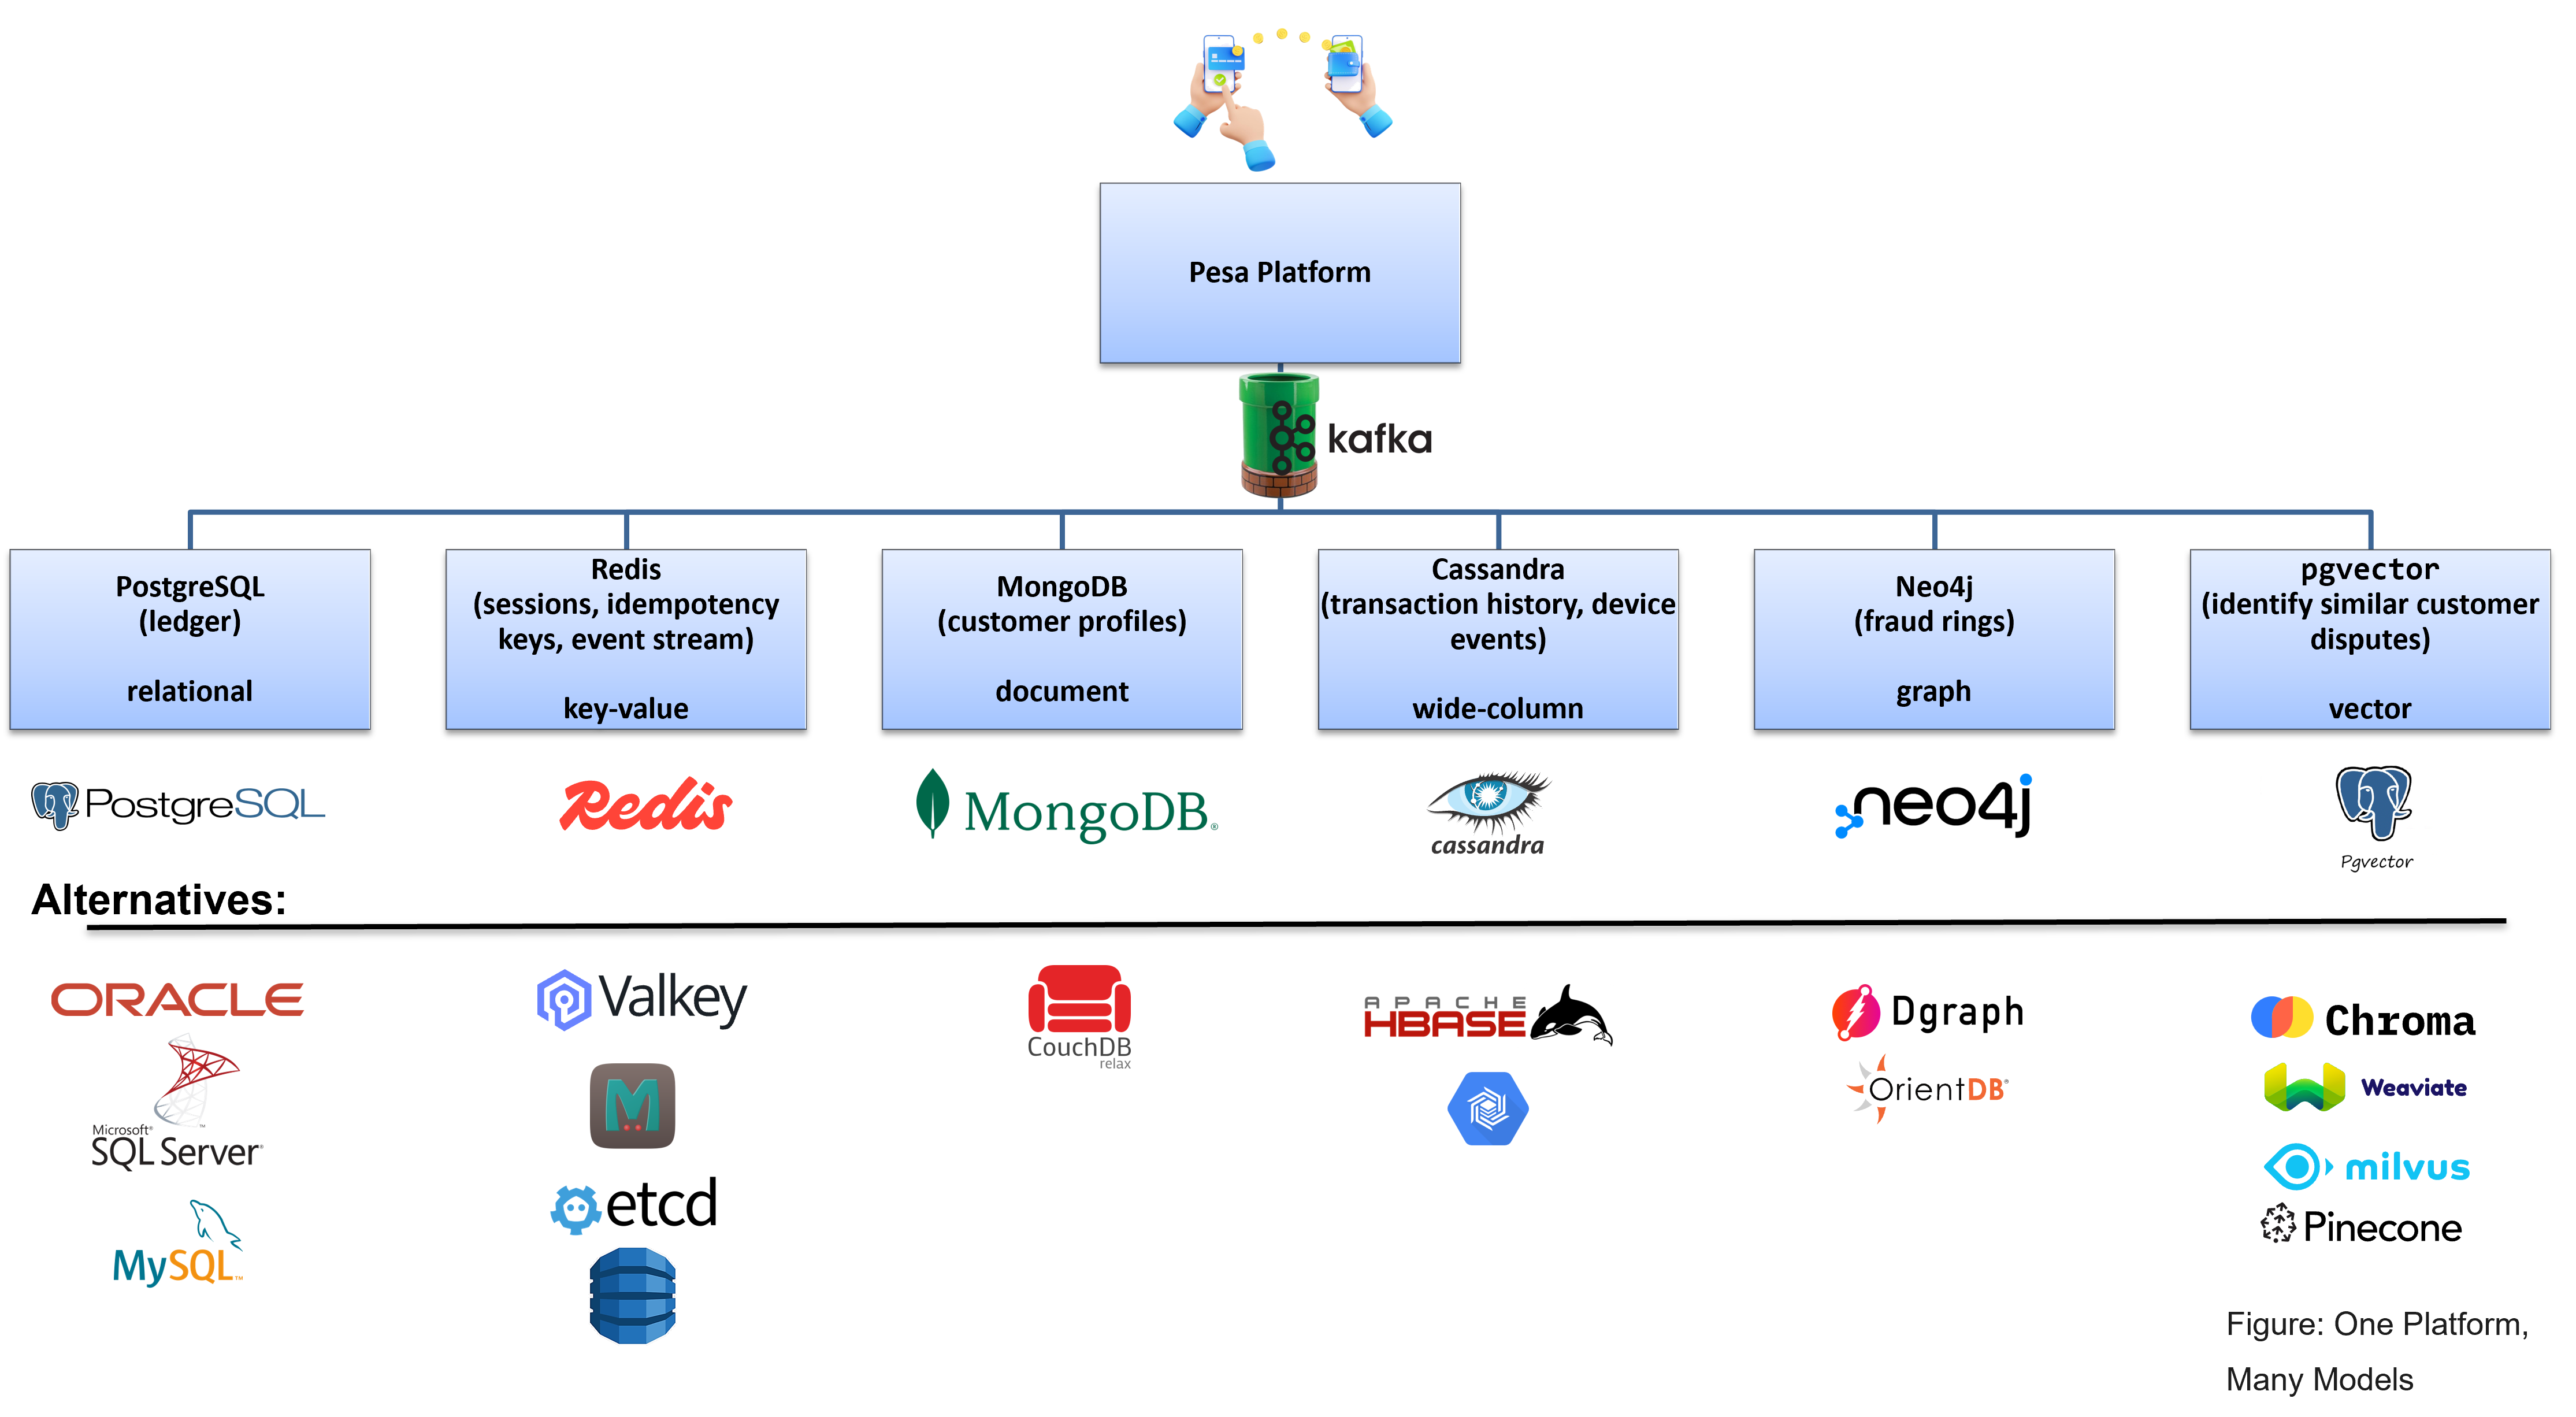 Pesa Platform
kafka
PostgreSQL
(ledger)
relational
Redis
(sessions, idempotency
keys, event stream)
key-value
MongoDB
(customer profiles)
document
Cassandra
(transaction history, device
events)
wide-column
Neo4j
(fraud rings)
graph
pgvector
(identify similar customer
disputes)
vector
PostgreSQL
Redis
MongoDB®
cassandra
neo4j
Pgvector
Alternatives:
ORACLE
Microsoft®
SQL Server®
MySQL™
Valkey
M
etcd
CouchDB
relax
APACHE
HBASE
Dgraph
OrientDB®
Chroma
Weaviate
milvus
Pinecone
Figure: One Platform,
Many Models